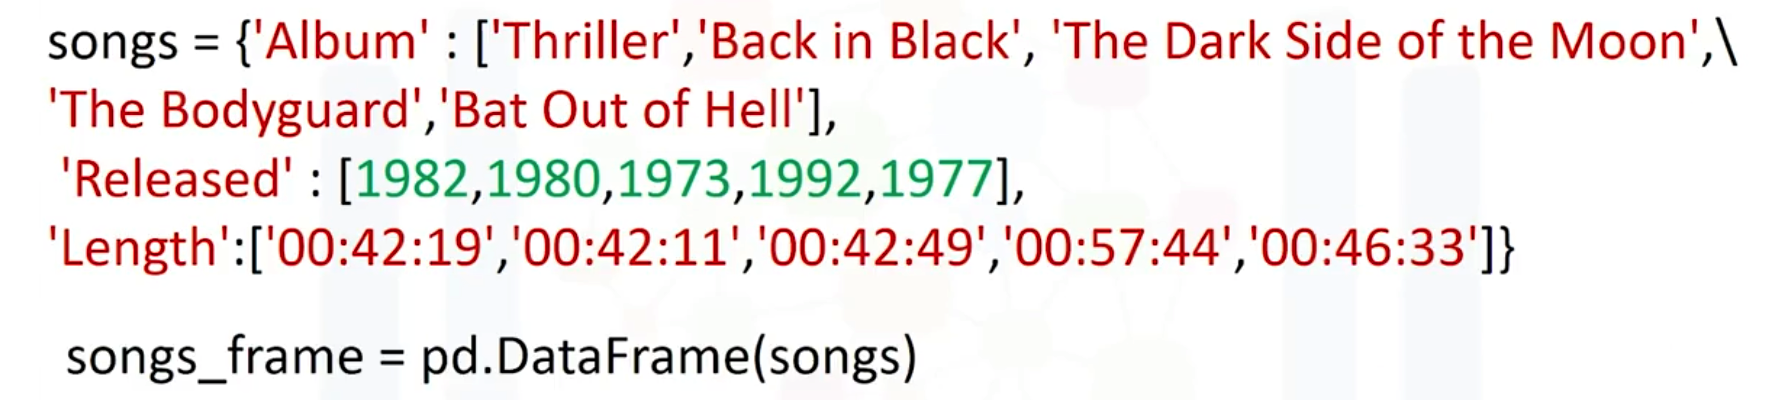 songs = {'Album' : ['Thriller','Back in Black', 'The Dark Side of the Moon',\
'The Bodyguard','Bat Out of Hell'],
'Released' : [1982,1980,1973,1992,1977],
'Length':['00:42:19','00:42:11','00:42:49','00:57:44','00:46:33']}
songs_frame = pd.DataFrame(songs)